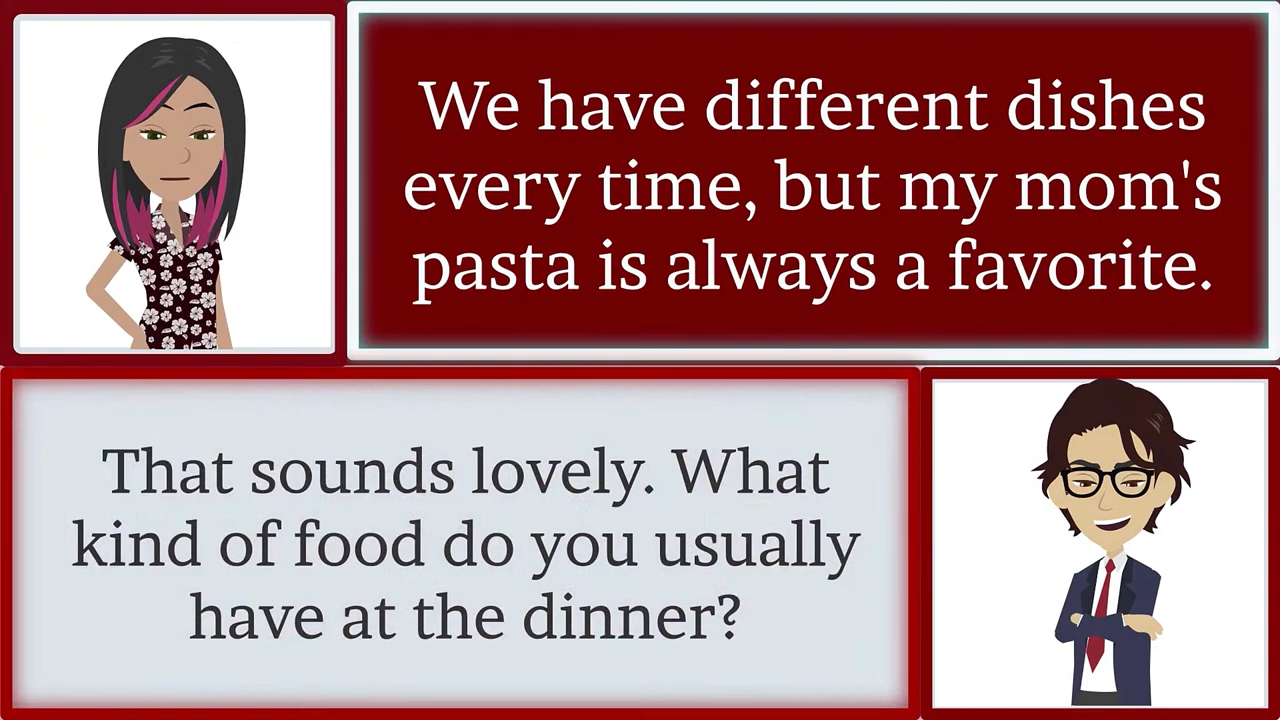 We have different dishes
every time, but my mom's
pasta is always a favorite.
That sounds lovely. What
kind of food do you usually
have at the dinner?